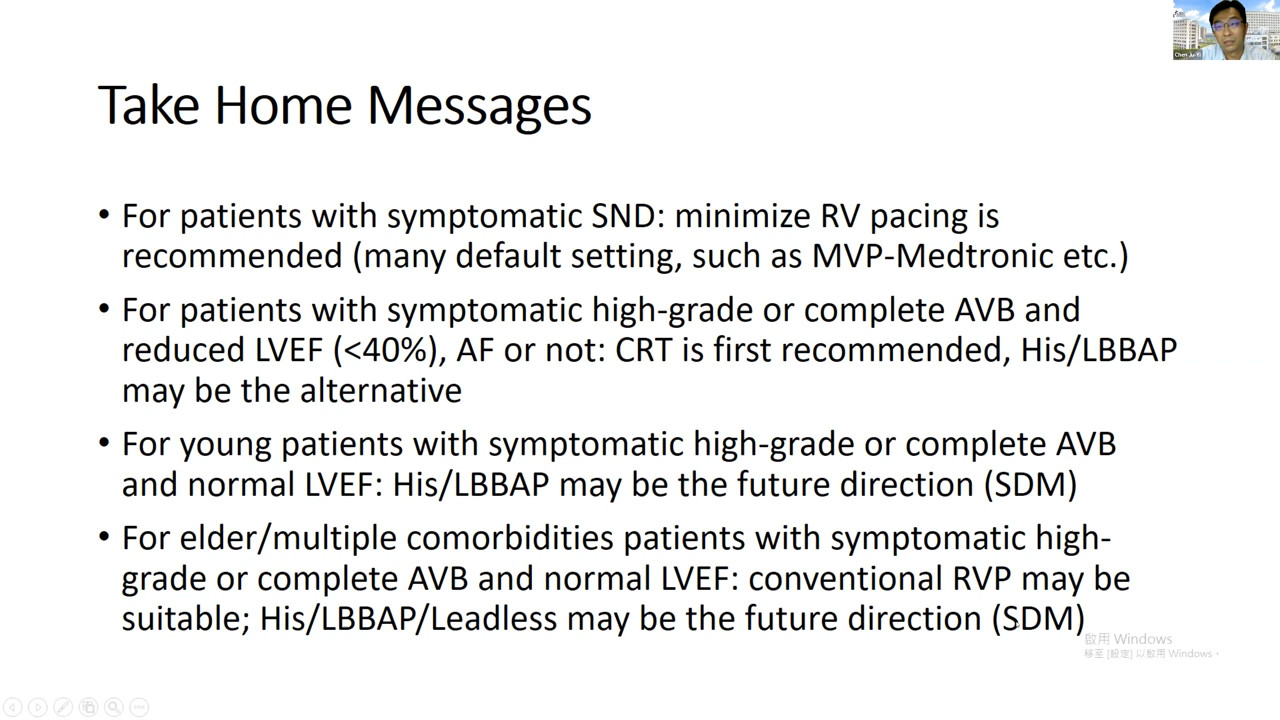 Chen Ju-Yi
Take Home Messages
• For patients with symptomatic SND: minimize RV pacing is
recommended (many default setting, such as MVP-Medtronic etc.)
• For patients with symptomatic high-grade or complete AVB and
reduced LVEF (<40%), AF or not: CRT is first recommended, His/LBBAP
may be the alternative
• For young patients with symptomatic high-grade or complete AVB
and normal LVEF: His/LBBAP may be the future direction (SDM)
• For elder/multiple comorbidities patients with symptomatic high-
grade or complete AVB and normal LVEF: conventional RVP may be
suitable; His/LBBAP/Leadless may be the future direction (SDM)
啟用 Windows
移至 [設定] 以啟用 Windows。